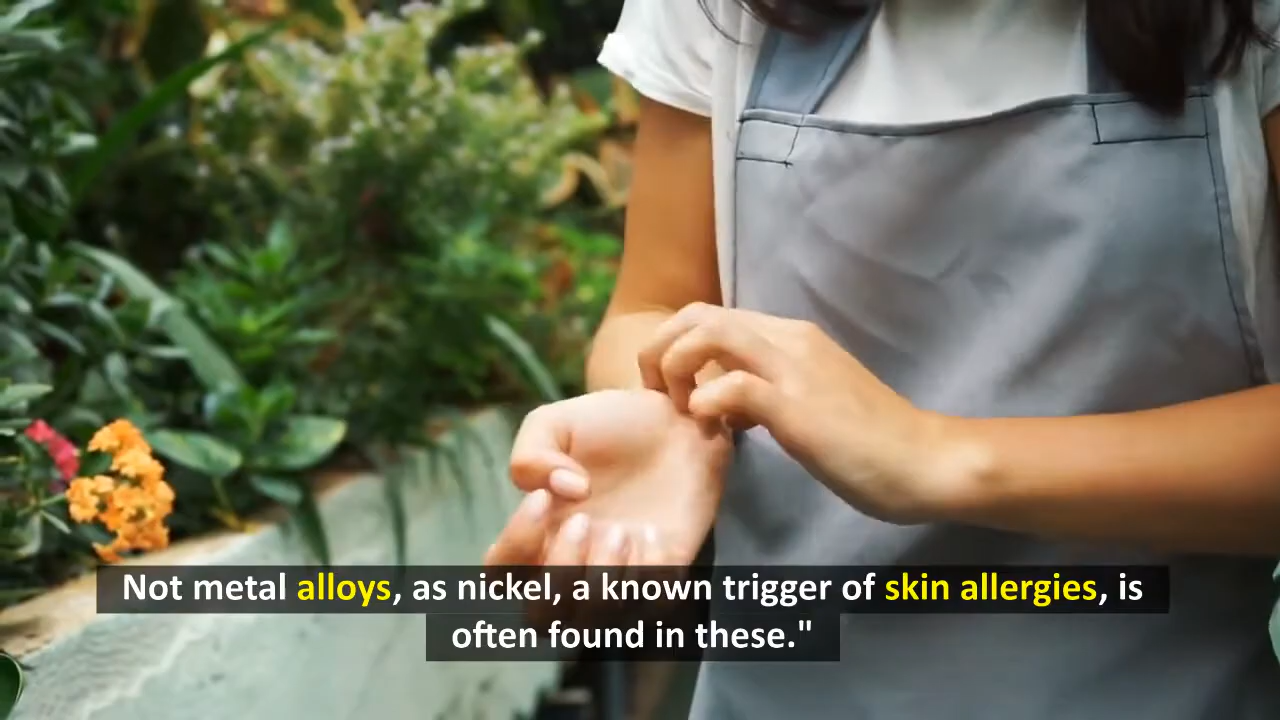 Not metal alloys, as nickel, a known trigger of skin allergies, is
often found in these."